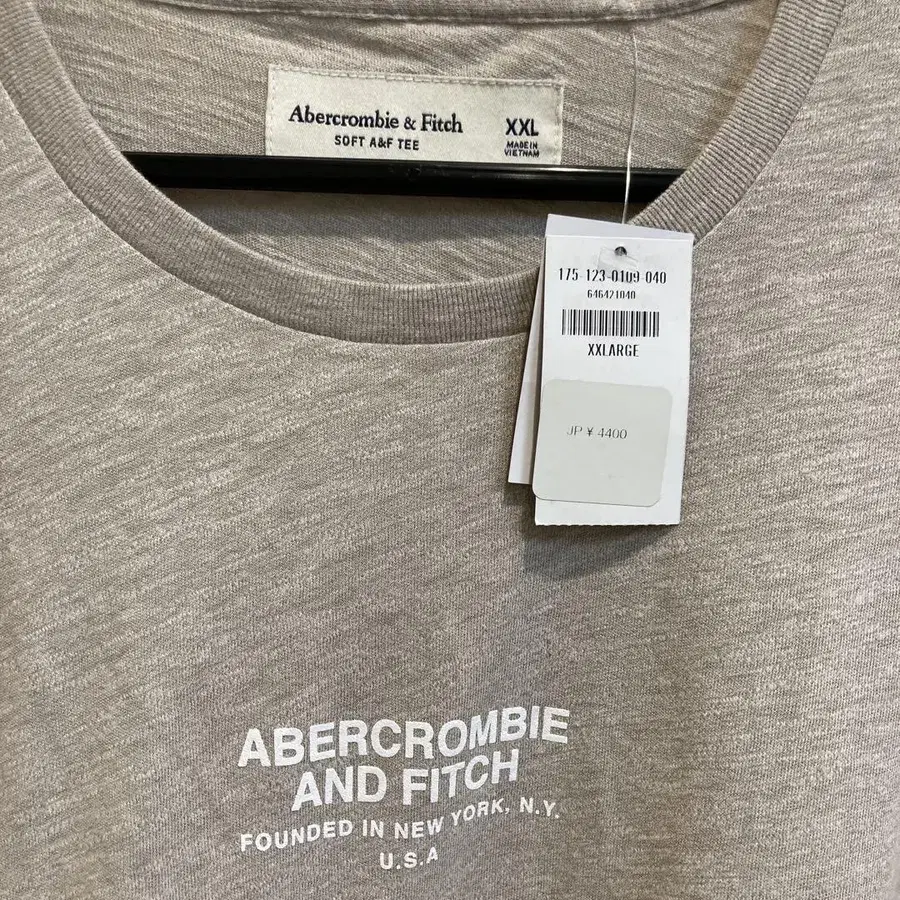 Abercrombie & Fitch
SOFT A&F TEE
XXL
MADE IN
VIETNAM
175-123-0109-040
646421040
XXLARGE
JP ¥ 4400
ABERCROMBIE
AND FITCH
FOUNDED IN NEW YORK, N.Y.
U.S.A